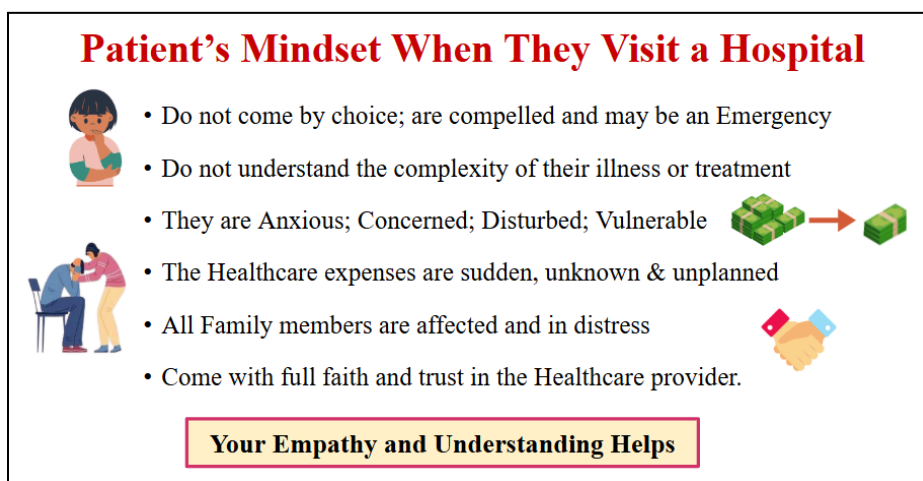 Patient’s Mindset When They Visit a Hospital
• Do not come by choice; are compelled and may be an Emergency
• Do not understand the complexity of their illness or treatment
• They are Anxious; Concerned; Disturbed; Vulnerable
• The Healthcare expenses are sudden, unknown & unplanned
• All Family members are affected and in distress
• Come with full faith and trust in the Healthcare provider.
Your Empathy and Understanding Helps